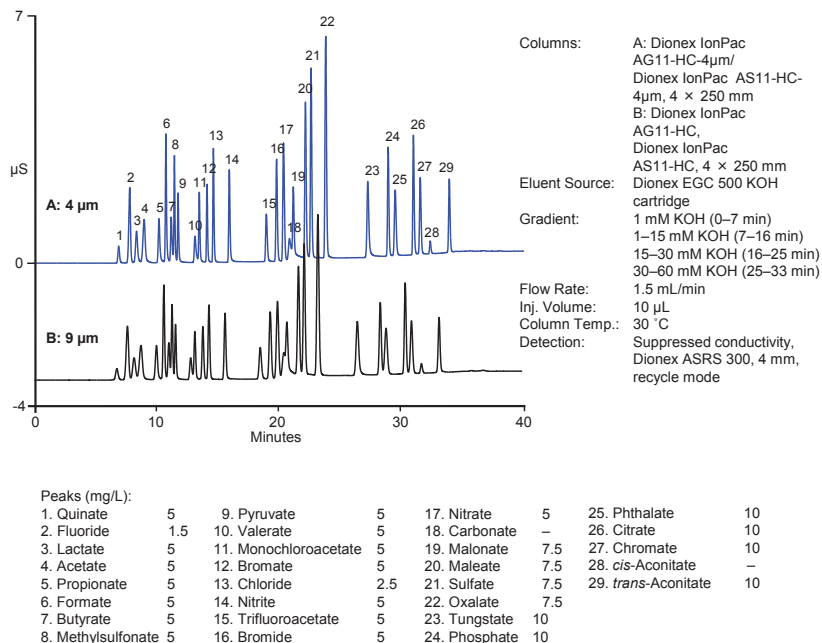 7
µS
0
-4
A: 4 µm
B: 9 µm
1
2
3
4
5
6
7
8
9
10
11
12
13
14
15
16
17
18
19
20
21
22
23
24
25
26
27
28
29
0 10 20 30 40
Minutes
Columns: A: Dionex IonPac
AG11-HC-4µm/
Dionex IonPac AS11-HC-
4µm, 4 × 250 mm
B: Dionex IonPac
AG11-HC,
Dionex IonPac
AS11-HC, 4 × 250 mm
Eluent Source: Dionex EGC 500 KOH
cartridge
Gradient: 1 mM KOH (0–7 min)
1–15 mM KOH (7–16 min)
15–30 mM KOH (16–25 min)
30–60 mM KOH (25–33 min)
Flow Rate: 1.5 mL/min
Inj. Volume: 10 µL
Column Temp.: 30 ˚C
Detection: Suppressed conductivity,
Dionex ASRS 300, 4 mm,
recycle mode
Peaks (mg/L):
1. Quinate 5
2. Fluoride 1.5
3. Lactate 5
4. Acetate 5
5. Propionate 5
6. Formate 5
7. Butyrate 5
8. Methylsulfonate 5
9. Pyruvate 5
10. Valerate 5
11. Monochloroacetate 5
12. Bromate 5
13. Chloride 2.5
14. Nitrite 5
15. Trifluroacetate 5
16. Bromide 5
17. Nitrate 5
18. Carbonate –
19. Malonate 7.5
20. Maleate 7.5
21. Sulfate 7.5
22. Oxalate 7.5
23. Tungstate 10
24. Phosphate 10
25. Phthalate 10
26. Citrate 10
27. Chromate 10
28. cis-Aconitate –
29. trans-Aconitate 10